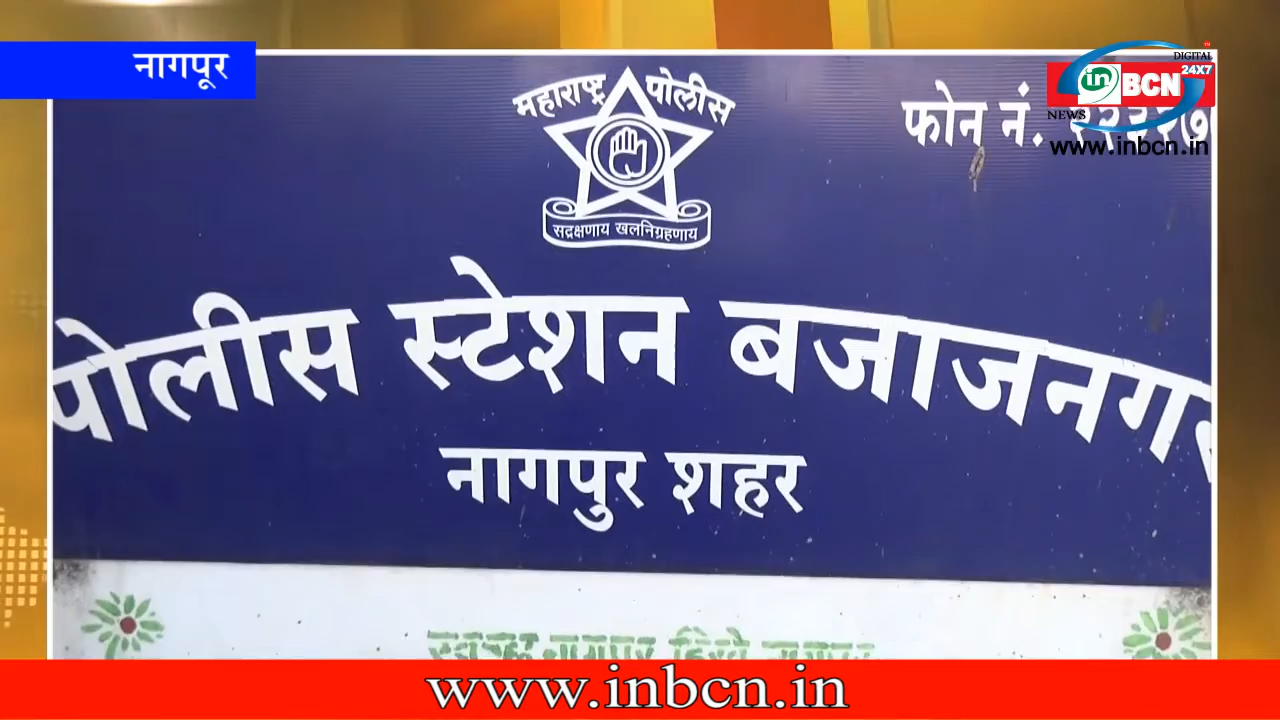 नागपूर
महाराष्ट्र पोलीस
सद्रक्षणाय खलनिग्रहणाय
फोन नं.
DIGITAL
24X7
in BCN
NEWS
www.inbcn.in
पोलीस स्टेशन बजाजनगर
नागपुर शहर
www.inbcn.in